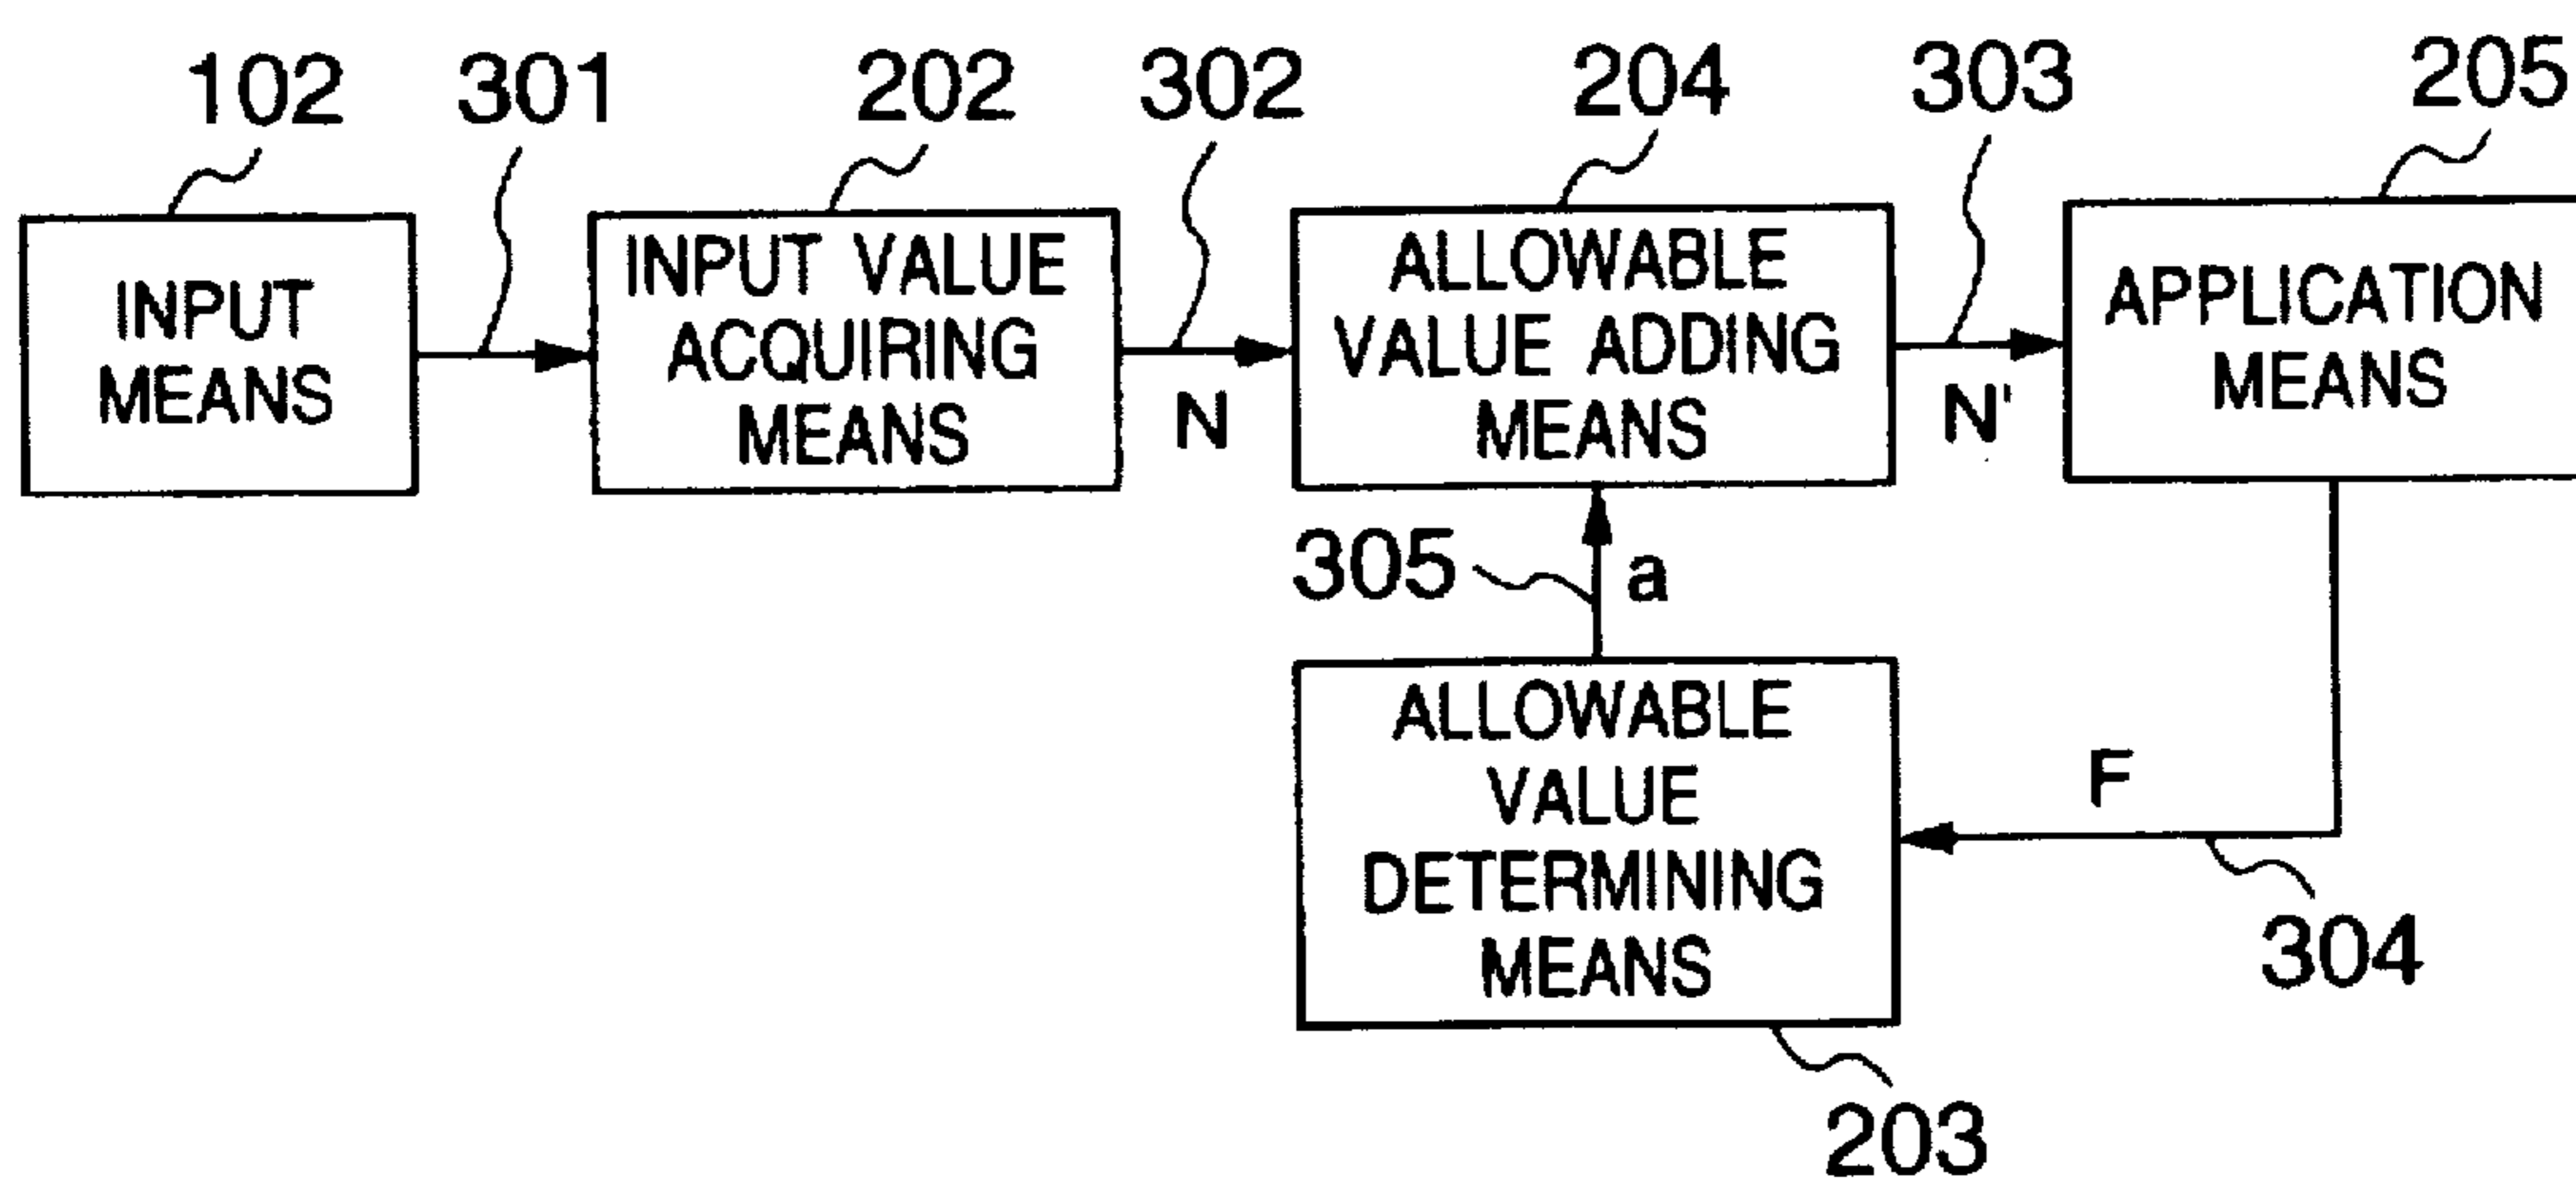 102
301
202
302
204
303
205
INPUT
MEANS
INPUT VALUE
ACQUIRING
MEANS
N
ALLOWABLE
VALUE ADDING
MEANS
N'
APPLICATION
MEANS
305
a
ALLOWABLE
VALUE
DETERMINING
MEANS
F
304
203